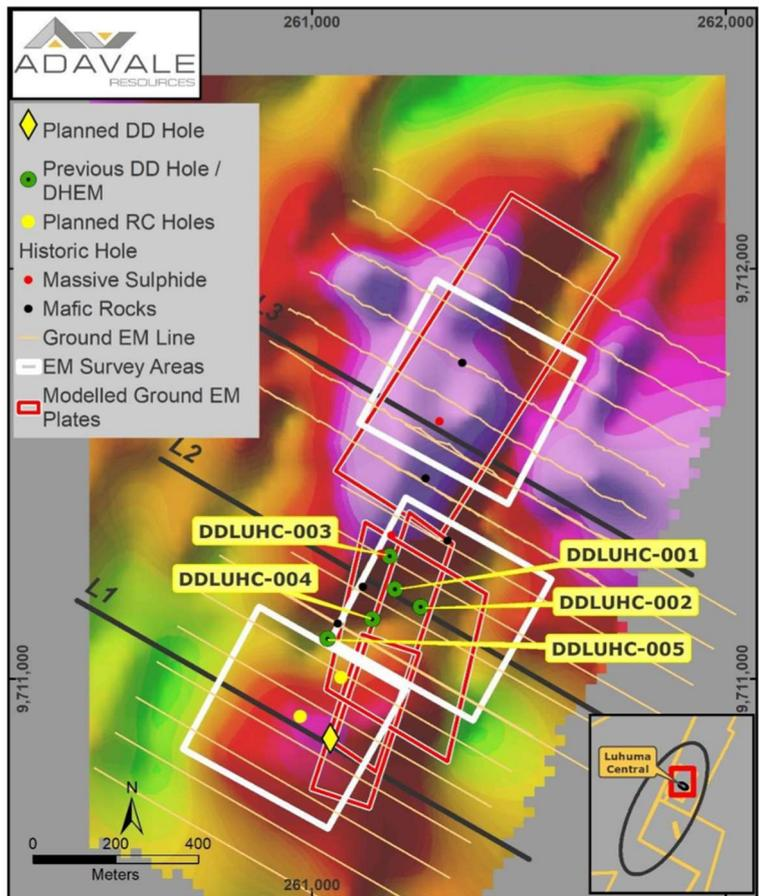 261,000
262,000
ADAVALE
RESOURCES
Planned DD Hole
Previous DD Hole /
DHEM
Planned RC Holes
Historic Hole
Massive Sulphide
Mafic Rocks
Ground EM Line
EM Survey Areas
Modelled Ground EM
Plates
9,712,000
L3
L2
DDLUHC-003
DDLUHC-001
DDLUHC-004
DDLUHC-002
L1
DDLUHC-005
9,711,000
9,711,000
Luhuma
Central
N
0 200 400
Meters
261,000